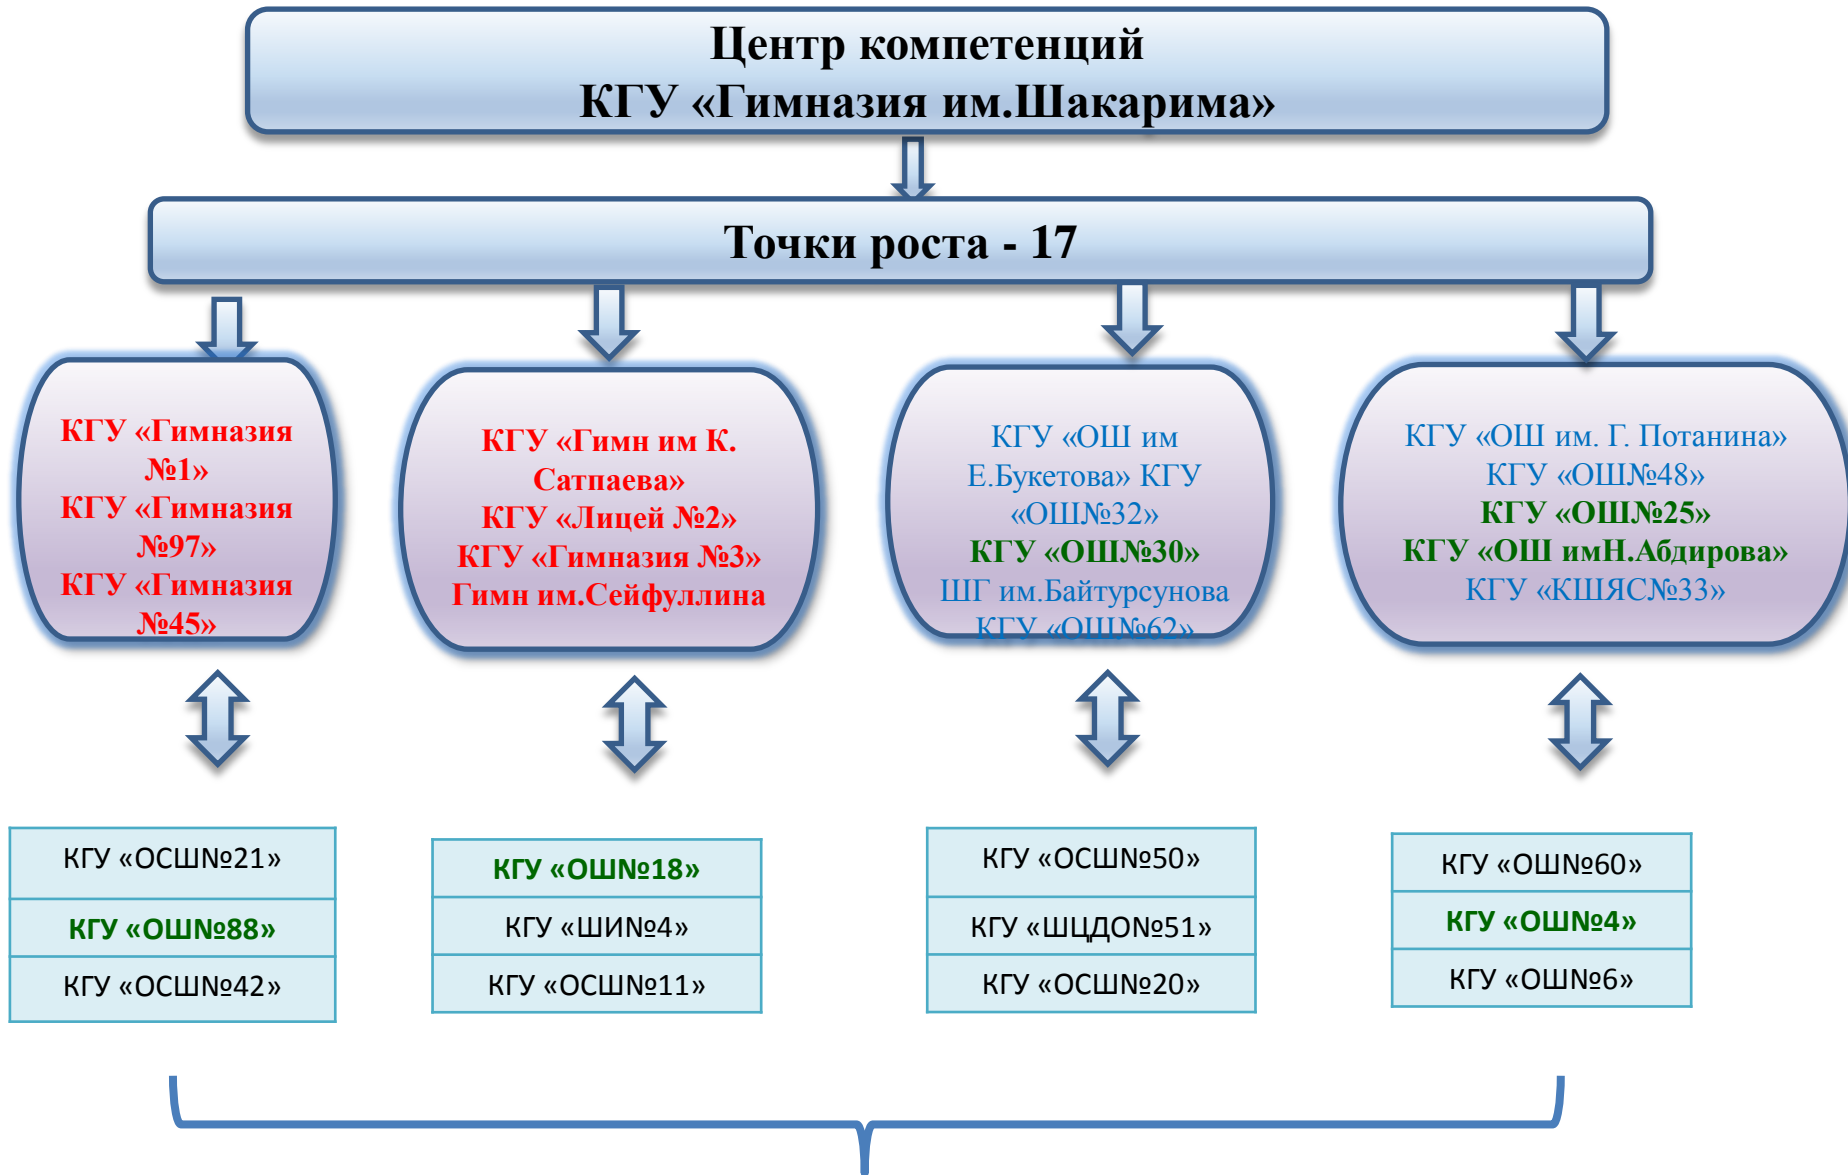 Центр компетенций
КГУ «Гимназия им.Шакарима»
Точки роста - 17
КГУ «Гимназия
№1»
КГУ «Гимназия
№97»
КГУ «Гимназия
№45»
КГУ «Гимн им К.
Сатпаева»
КГУ «Лицей №2»
КГУ «Гимназия №3»
Гимн им.Сейфуллина
КГУ «ОШ им
Е.Букетова» КГУ
«ОШ№32»
КГУ «ОШ№30»
ШГ им.Байтурсунова
КГУ «ОШ№62»
КГУ «ОШ им. Г. Потанина»
КГУ «ОШ№48»
КГУ «ОШ№25»
КГУ «ОШ имН.Абдирова»
КГУ «КШЯС№33»
КГУ «ОСШ№21»
КГУ «ОШ№88»
КГУ «ОСШ№42»
КГУ «ОШ№18»
КГУ «ШИ№4»
КГУ «ОСШ№11»
КГУ «ОСШ№50»
КГУ «ШЦДО№51»
КГУ «ОСШ№20»
КГУ «ОШ№60»
КГУ «ОШ№4»
КГУ «ОШ№6»